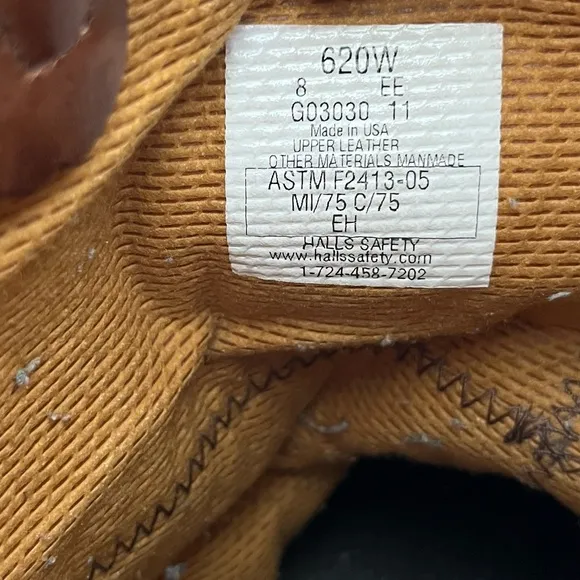 620W
8 EE
G03030 11
Made in USA
UPPER LEATHER
OTHER MATERIALS MANMADE
ASTM F2413-05
MI/75 C/75
EH
HALLS SAFETY
www.hallssafety.com
1-724-458-7202